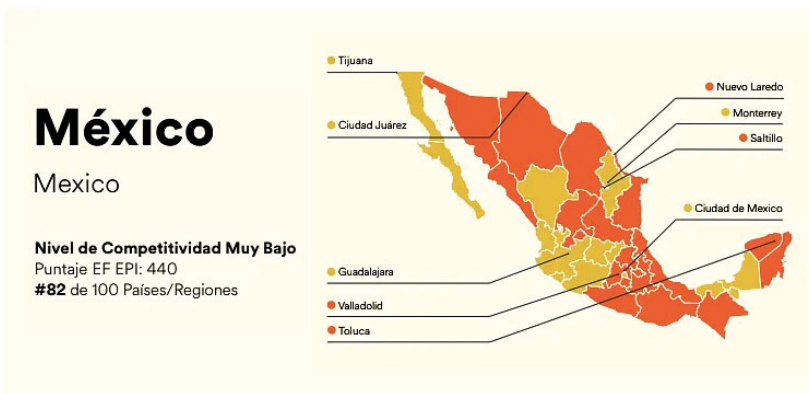 México
Mexico
Nivel de Competitividad Muy Bajo
Puntaje EF EPI: 440
#82 de 100 Países/Regiones
Tijuana
Ciudad Juárez
Guadalajara
Valladolid
Toluca
Nuevo Laredo
Monterrey
Saltillo
Ciudad de Mexico